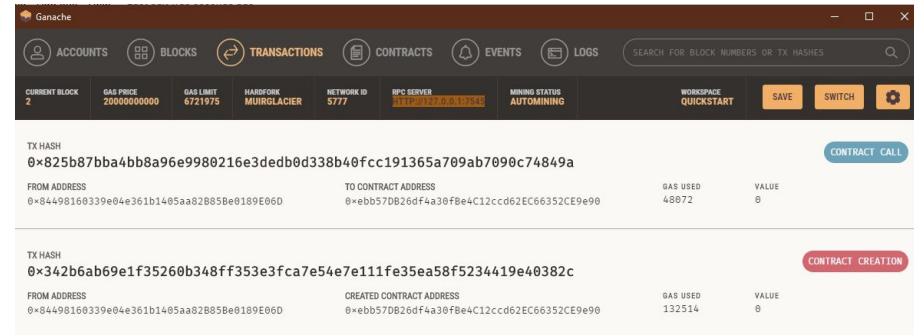 Ganache
ACCOUNTS BLOCKS TRANSACTIONS CONTRACTS EVENTS LOGS SEARCH FOR BLOCK NUMBERS OR TX HASHES
CURRENT BLOCK GAS PRICE GAS LIMIT HARDFORK NETWORK ID RPC SERVER MINING STATUS WORKSPACE
2 20000000000 6721975 MUIRGLACIER 5777 HTTP://127.0.0.1:7545 AUTOMINING QUICKSTART SAVE SWITCH
TX HASH
0×825b87bba4bb8a96e9980216e3dedb0d338b40fcc191365a709ab7090c74849a CONTRACT CALL
FROM ADDRESS TO CONTRACT ADDRESS GAS USED VALUE
0×84498160339e04e361b1405aa82B85Be0189E06D 0×ebb57DB26df4a30fBe4C12ccd62EC66352CE9e90 48072 0
TX HASH
0×342b6ab69e1f35260b348ff353e3fca7e54e7e111fe35ea58f5234419e40382c CONTRACT CREATION
FROM ADDRESS CREATED CONTRACT ADDRESS GAS USED VALUE
0×84498160339e04e361b1405aa82B85Be0189E06D 0×ebb57DB26df4a30fBe4C12ccd62EC66352CE9e90 132514 0